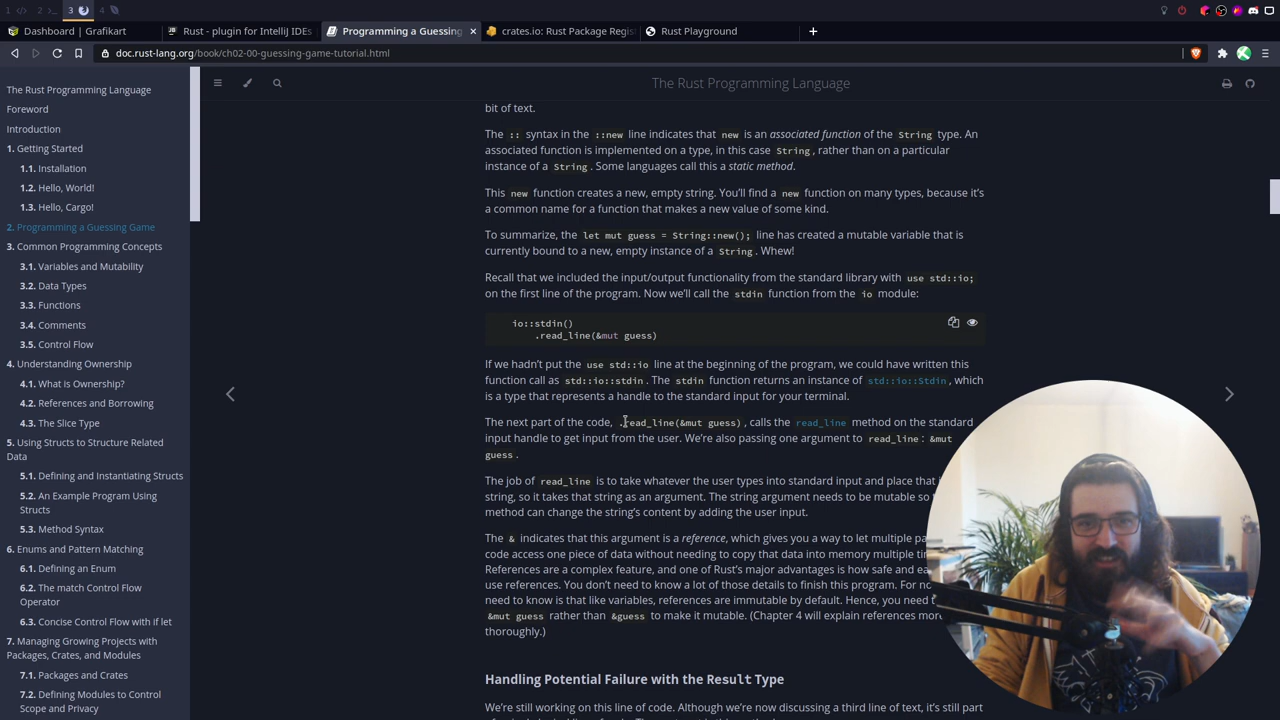 1
2
3
4
Dashboard | Grafikart
Rust - plugin for IntelliJ IDEs
Programming a Guessing
crates.io: Rust Package Regis
Rust Playground
doc.rust-lang.org/book/ch02-00-guessing-game-tutorial.html
The Rust Programming Language
Foreword
Introduction
1. Getting Started
1.1. Installation
1.2. Hello, World!
1.3. Hello, Cargo!
2. Programming a Guessing Game
3. Common Programming Concepts
3.1. Variables and Mutability
3.2. Data Types
3.3. Functions
3.4. Comments
3.5. Control Flow
4. Understanding Ownership
4.1. What is Ownership?
4.2. References and Borrowing
4.3. The Slice Type
5. Using Structs to Structure Related
Data
5.1. Defining and Instantiating Structs
5.2. An Example Program Using
Structs
5.3. Method Syntax
6. Enums and Pattern Matching
6.1. Defining an Enum
6.2. The match Control Flow
Operator
6.3. Concise Control Flow with if let
7. Managing Growing Projects with
Packages, Crates, and Modules
7.1. Packages and Crates
7.2. Defining Modules to Control
Scope and Privacy
The Rust Programming Language
bit of text.
The :: syntax in the ::new line indicates that new is an associated function of the String type. An
associated function is implemented on a type, in this case String, rather than on a particular
instance of a String. Some languages call this a static method.
This new function creates a new, empty string. You'll find a new function on many types, because it's
a common name for a function that makes a new value of some kind.
To summarize, the let mut guess = String::new(); line has created a mutable variable that is
currently bound to a new, empty instance of a String. Whew!
Recall that we included the input/output functionality from the standard library with use std::io;
on the first line of the program. Now we'll call the stdin function from the io module:
io::stdin()
.read_line(&mut guess)
If we hadn't put the use std::io line at the beginning of the program, we could have written this
function call as std::io::stdin. The stdin function returns an instance of std::io::Stdin, which
is a type that represents a handle to the standard input for your terminal.
The next part of the code, .read_line(&mut guess), calls the read_line method on the standard
input handle to get input from the user. We're also passing one argument to read_line: &mut
guess.
The job of read_line is to take whatever the user types into standard input and place that
string, so it takes that string as an argument. The string argument needs to be mutable so
method can change the string's content by adding the user input.
The & indicates that this argument is a reference, which gives you a way to let multiple
code access one piece of data without needing to copy that data into memory multiple
References are a complex feature, and one of Rust's major advantages is how safe and
use references. You don't need to know a lot of those details to finish this program. For
need to know is that like variables, references are immutable by default. Hence, you need
&mut guess rather than &guess to make it mutable. (Chapter 4 will explain references more
thoroughly.)
Handling Potential Failure with the Result Type
We're still working on this line of code. Although we're now discussing a third line of text, it's still part